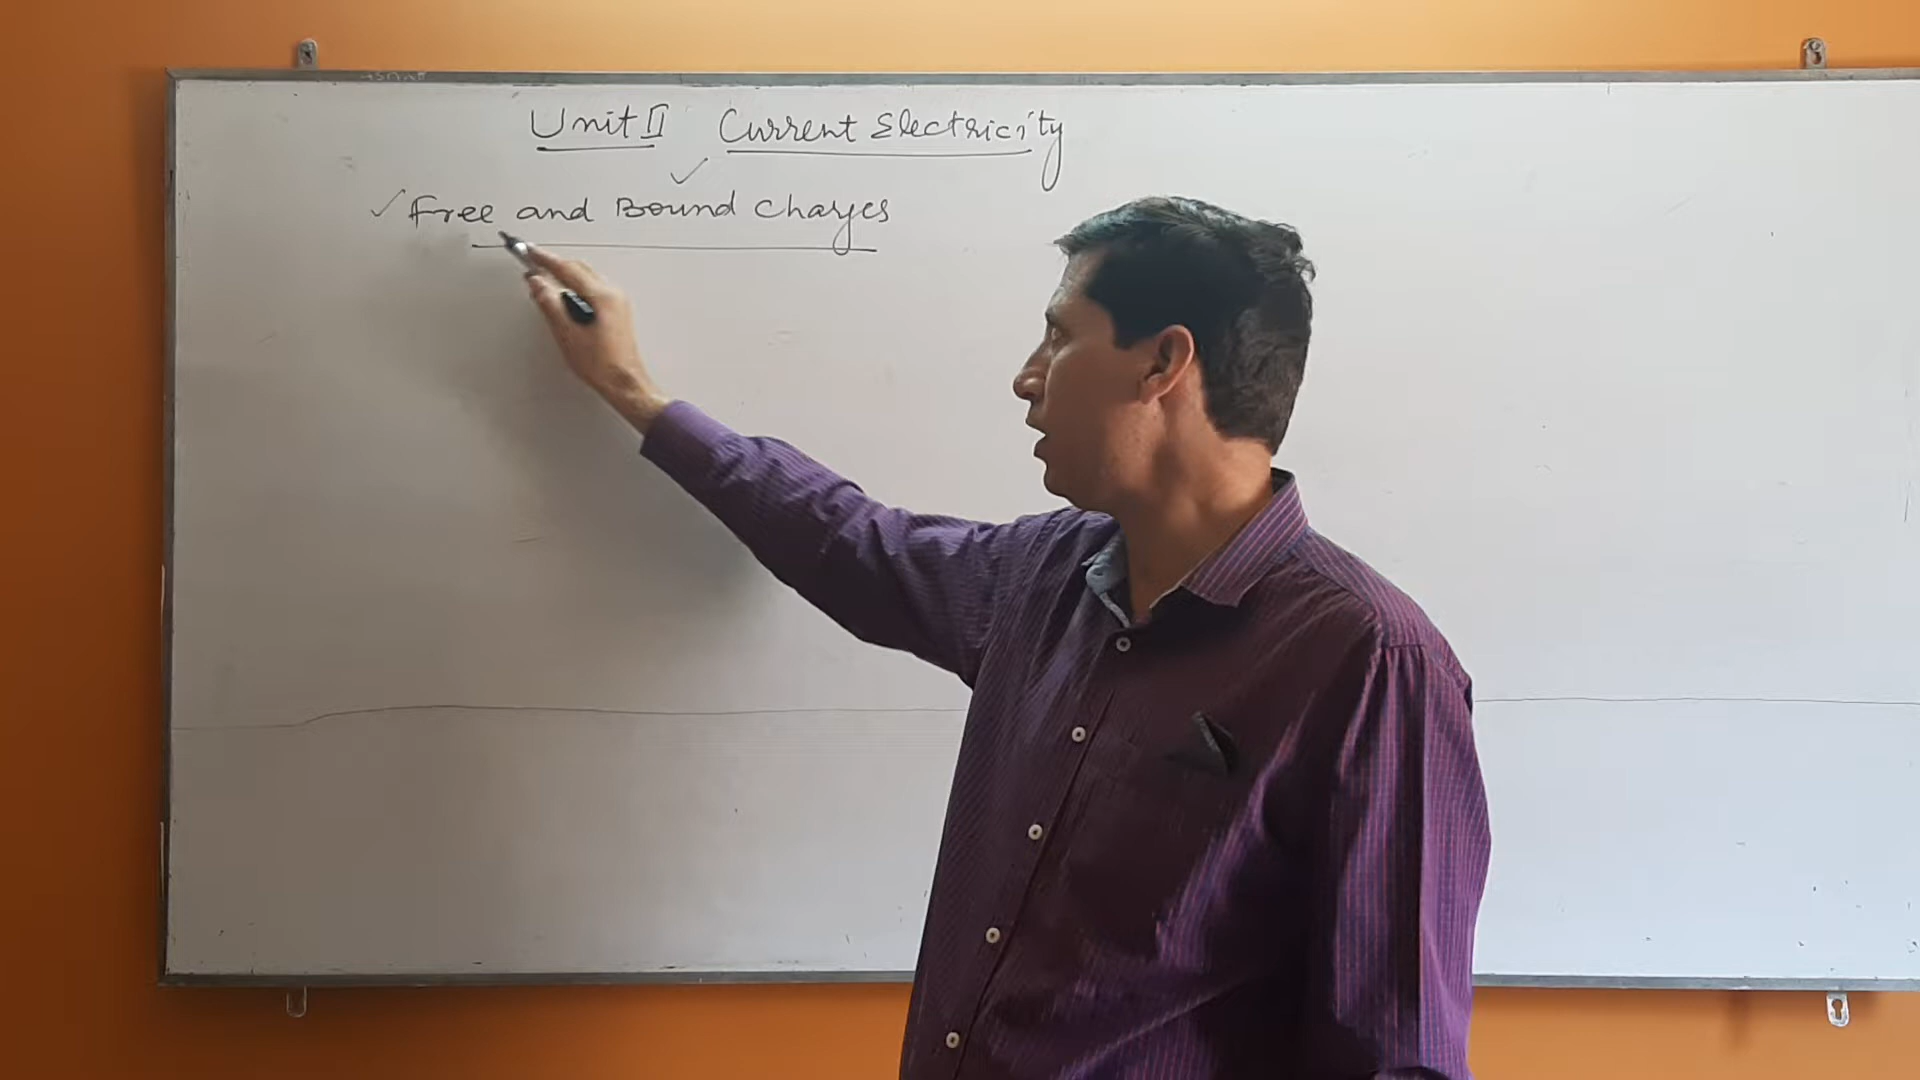 Unit II Current Electricity
✓ Free and Bound charges